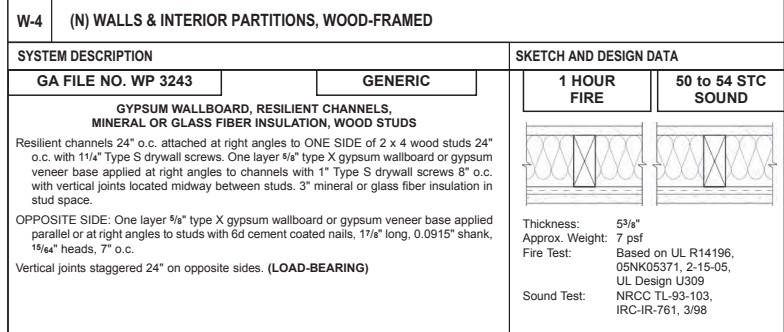 W-4 (N) WALLS & INTERIOR PARTITIONS, WOOD-FRAMED
SYSTEM DESCRIPTION
GA FILE NO. WP 3243
GENERIC
GYPSUM WALLBOARD, RESILIENT CHANNELS,
MINERAL OR GLASS FIBER INSULATION, WOOD STUDS
Resilient channels 24" o.c. attached at right angles to ONE SIDE of 2 x 4 wood studs 24"
o.c. with 1 1/4" Type S drywall screws. One layer 5/8" type X gypsum wallboard or gypsum
veneer base applied at right angles to channels with 1" Type S drywall screws 8" o.c.
with vertical joints located midway between studs. 3" mineral or glass fiber insulation in
stud space.
OPPOSITE SIDE: One layer 5/8" type X gypsum wallboard or gypsum veneer base applied
parallel or at right angles to studs with 6d cement coated nails, 1 7/8" long, 0.0915" shank,
15/64" heads, 7" o.c.
Vertical joints staggered 24" on opposite sides. (LOAD-BEARING)
SKETCH AND DESIGN DATA
1 HOUR
FIRE
50 to 54 STC
SOUND
Thickness: 5 3/8"
Approx. Weight: 7 psf
Fire Test: Based on UL R14196,
05NK05371, 2-15-05,
UL Design U309
Sound Test: NRCC TL-93-103,
IRC-IR-761, 3/98